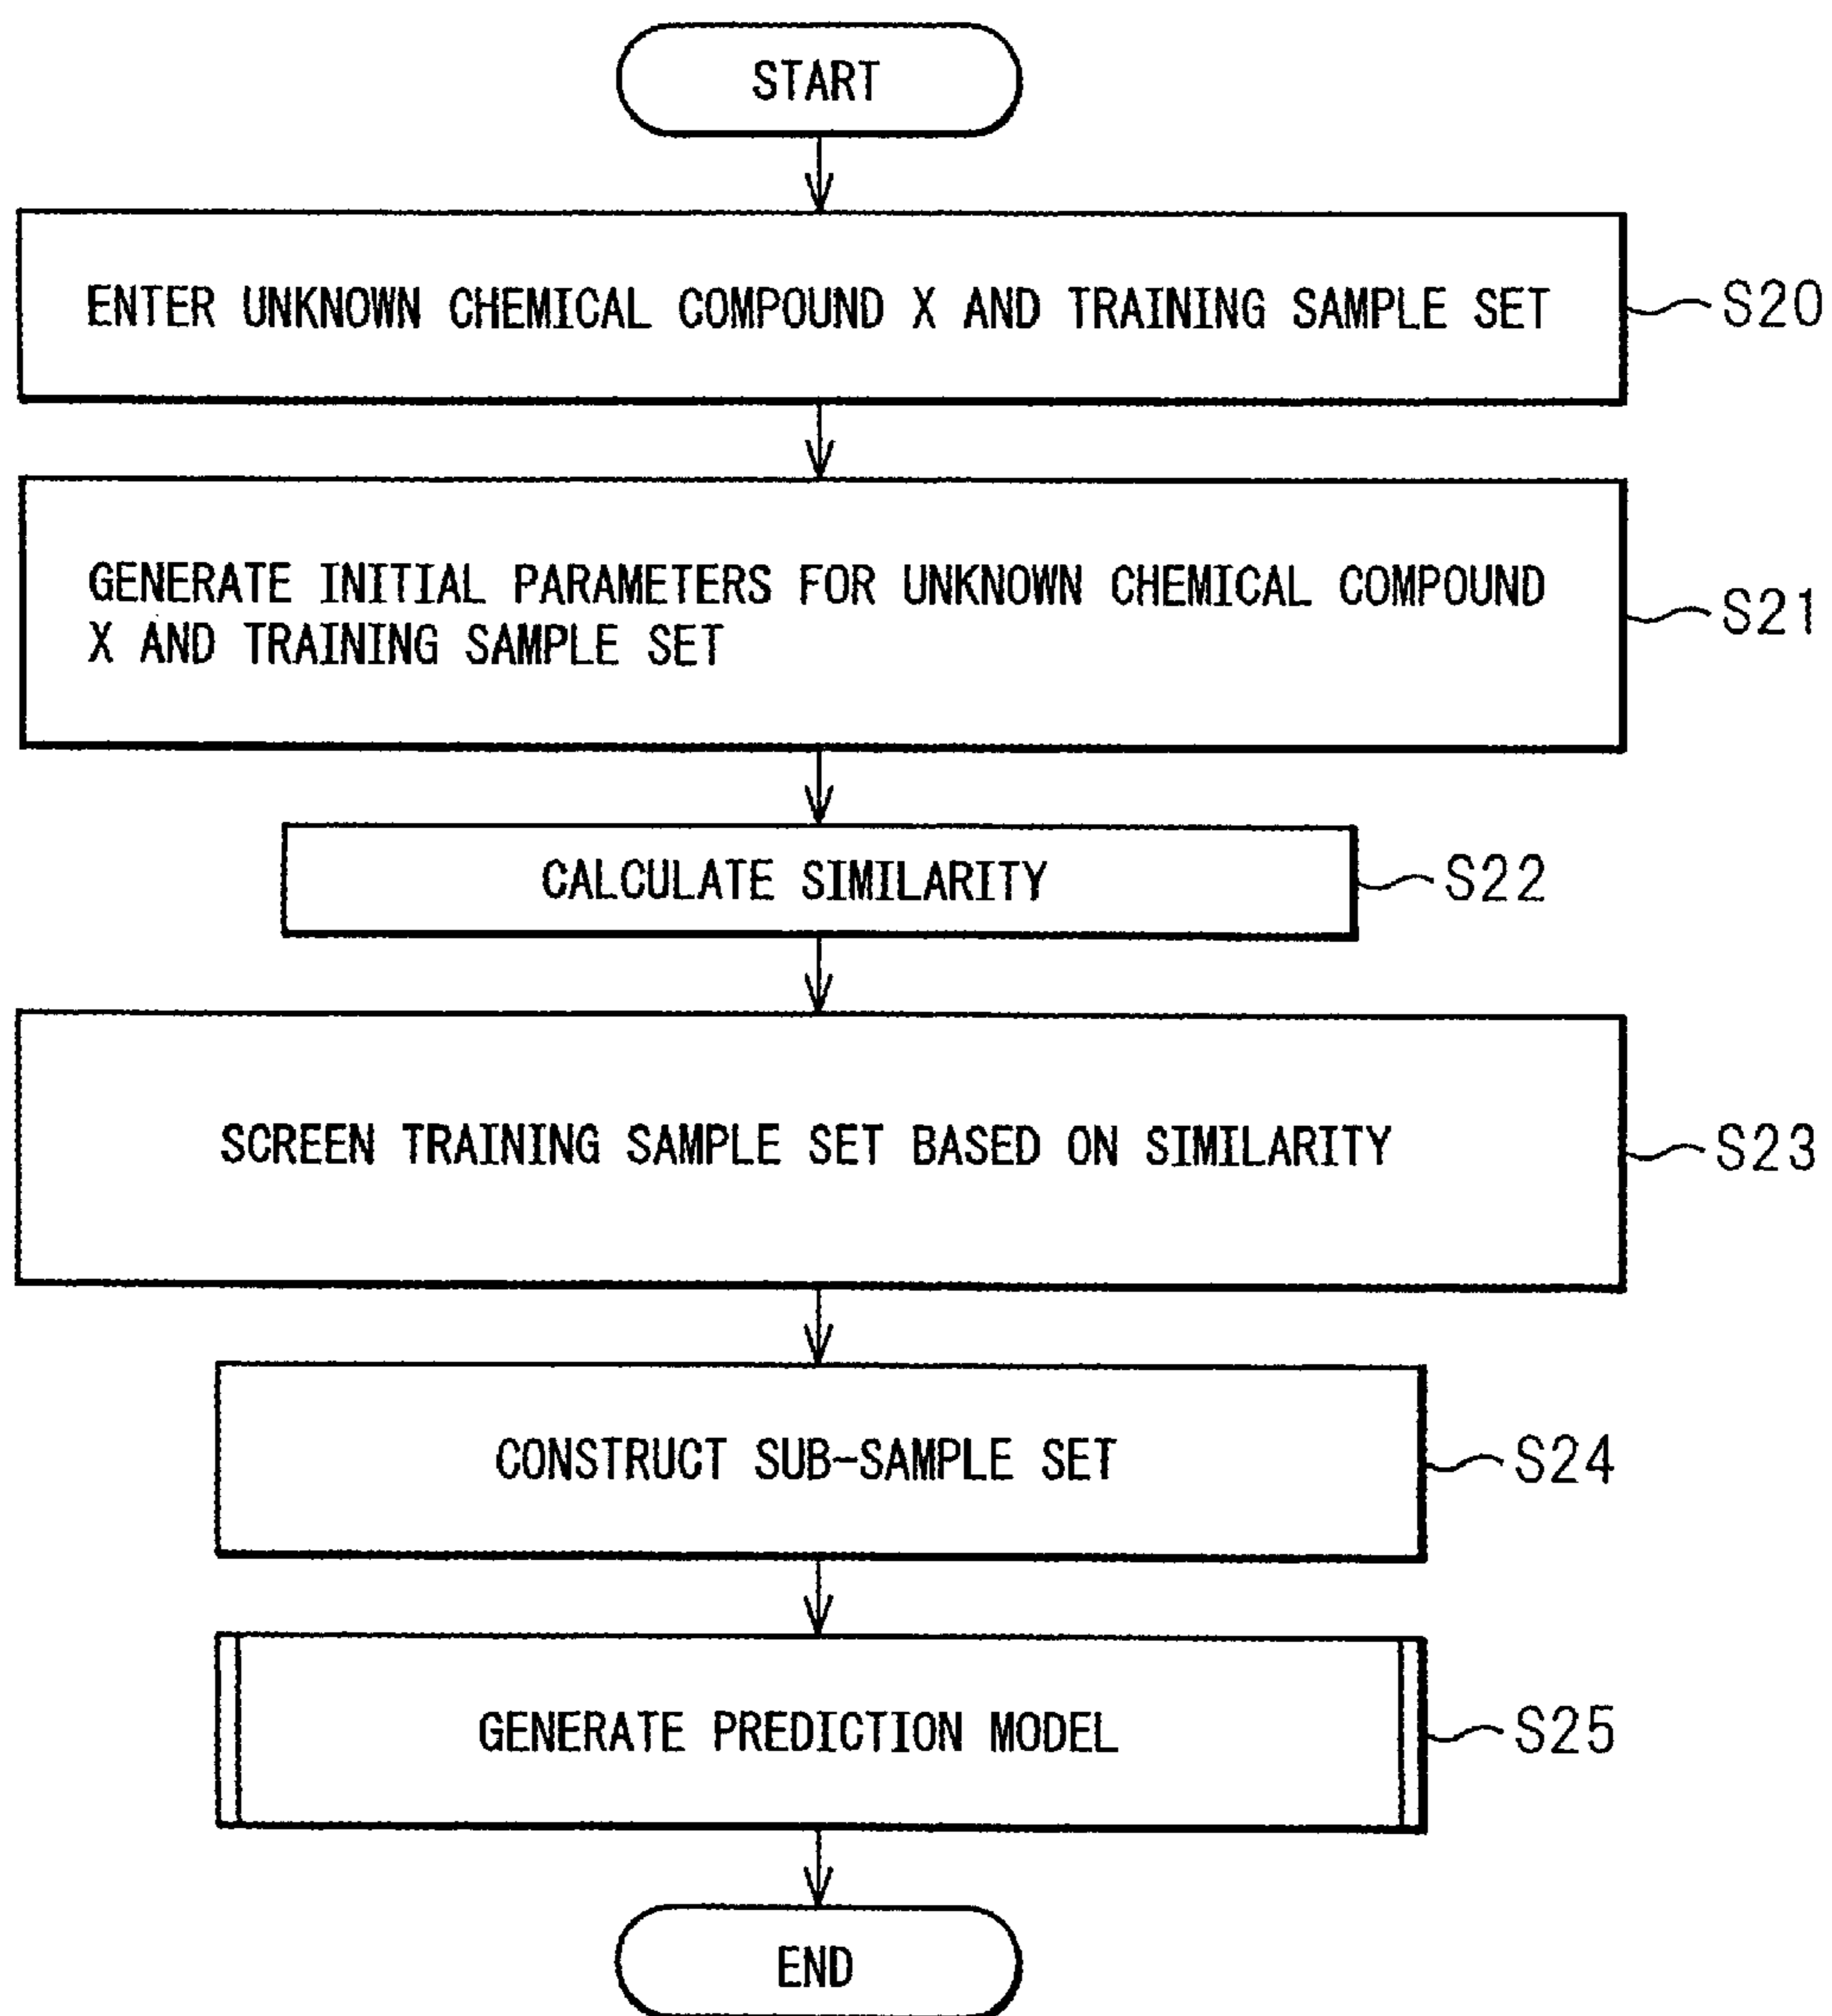 START
ENTER UNKNOWN CHEMICAL COMPOUND X AND TRAINING SAMPLE SET
S20
GENERATE INITIAL PARAMETERS FOR UNKNOWN CHEMICAL COMPOUND
X AND TRAINING SAMPLE SET
S21
CALCULATE SIMILARITY
S22
SCREEN TRAINING SAMPLE SET BASED ON SIMILARITY
S23
CONSTRUCT SUB-SAMPLE SET
S24
GENERATE PREDICTION MODEL
S25
END